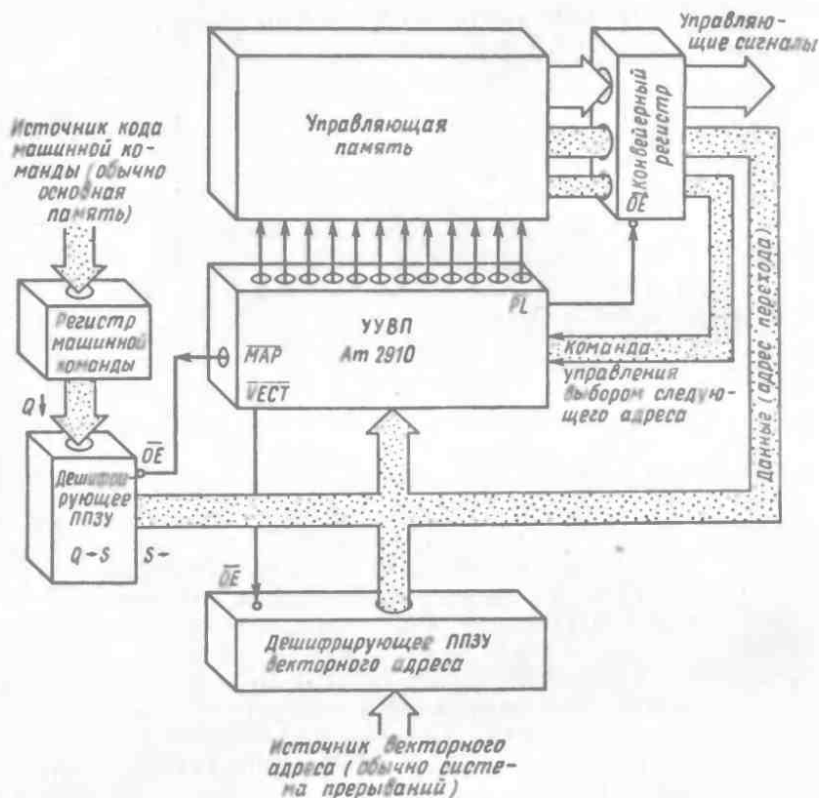 Управляю-
щие сигналы
Управляющая
память
конвейерный
регистр
OE
Источник кода
машинной ко-
манды (обычно
основная
память)
Регистр
машинной
команды
Q↓
PL
УУВП
Am 2910
MAP
VECT
команда
управления
выбором следую-
щего адреса
Данные (адрес перехода)
OE
Дешифри-
рующее
ППЗУ
Q→S
S→
OE
Дешифрирующее ППЗУ
векторного адреса
Источник векторного
адреса (обычно систе-
ма прерываний)